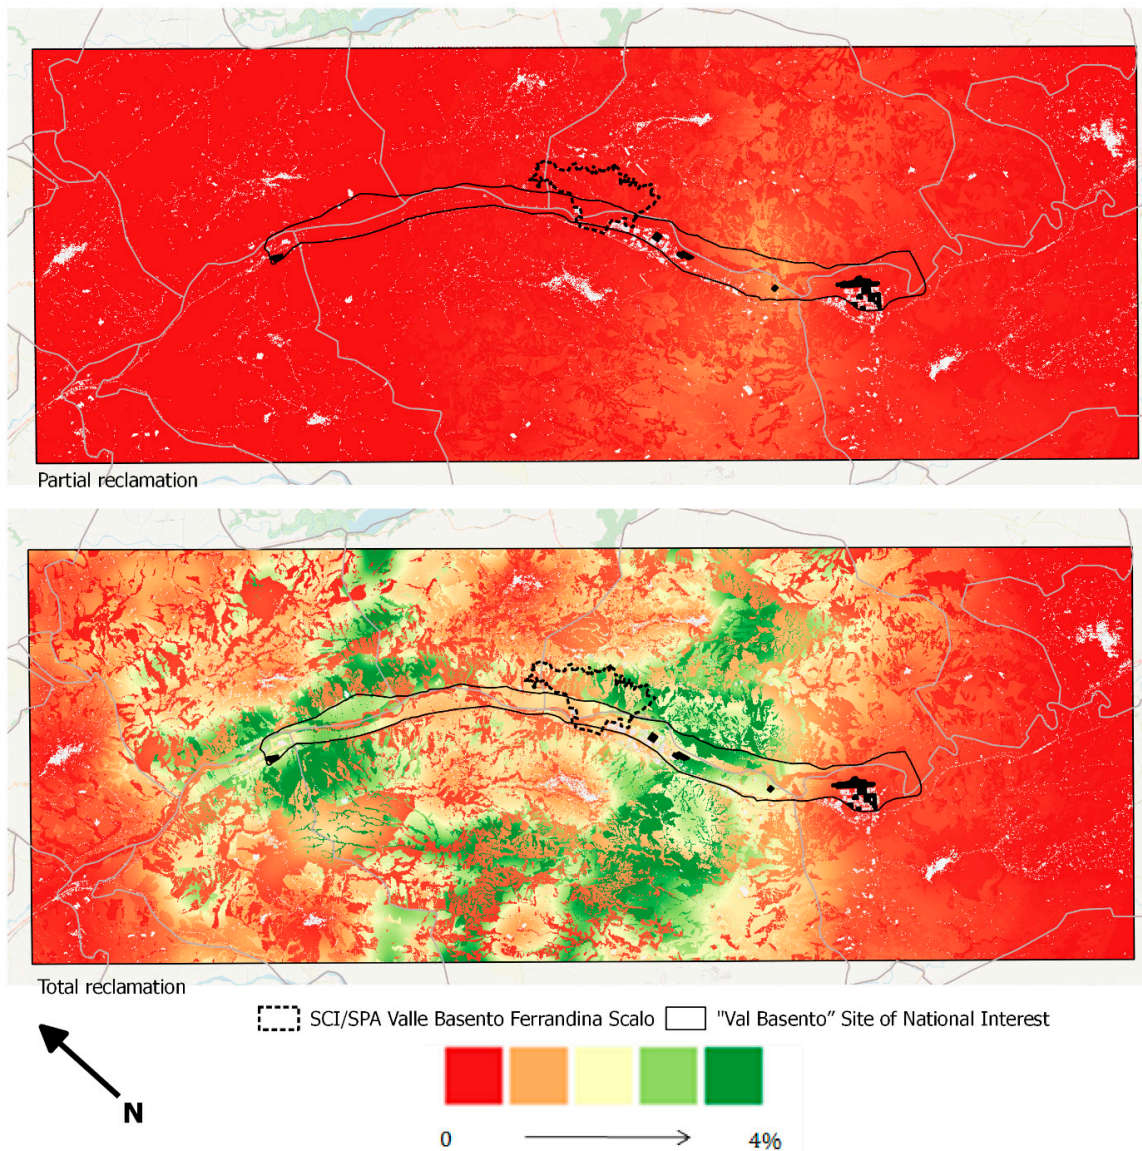 Partial reclamation
Total reclamation
SCI/SPA Valle Basento Ferrandina Scalo
"Val Basento” Site of National Interest
N
0
4%